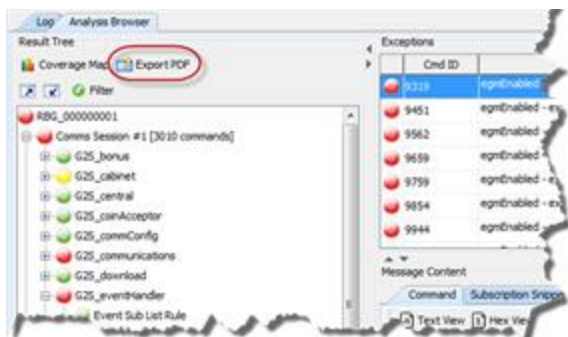 Log Analysis Browser
Result Tree
Coverage Map Export PDF
Filter
RBG_000000001
Comms Session #1 [3010 commands]
G2S_bonus
G2S_cabinet
G2S_central
G2S_coinAcceptor
G2S_commConfig
G2S_communications
G2S_download
G2S_eventHandler
Event Sub List Rule
Exceptions
Cmd ID
9319 egmEnabled
9451 egmEnabled - ex
9562 egmEnabled - e
9659 egmEnabled
9759 egmEnabled - e
9854 egmEnabled - ex
9944 egmEnabled
Message Content
Command Subscription
Text View Hex View